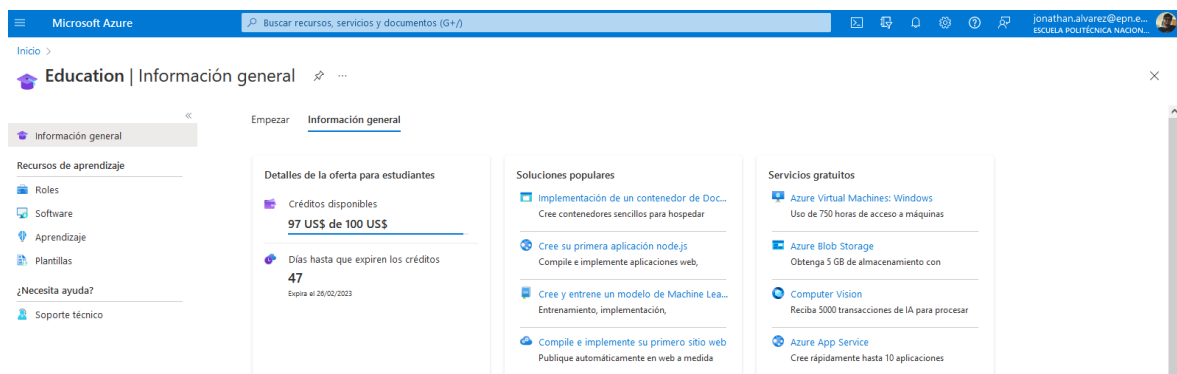 Microsoft Azure
Buscar recursos, servicios y documentos (G+/)
jonathan.alvarez@epn.e...
ESCUELA POLITÉCNICA NACION...
Inicio >
Education | Información general
Información general
Recursos de aprendizaje
Roles
Software
Aprendizaje
Plantillas
¿Necesita ayuda?
Soporte técnico
Empezar
Información general
Detalles de la oferta para estudiantes
Créditos disponibles
97 US$ de 100 US$
Días hasta que expiren los créditos
47
Expira el 26/02/2023
Soluciones populares
Implementación de un contenedor de Doc...
Cree contenedores sencillos para hospedar
Cree su primera aplicación node.js
Compile e implemente aplicaciones web,
Cree y entrene un modelo de Machine Lea...
Entrenamiento, implementación,
Compile e implemente su primer sitio web
Publique automáticamente en web a medida
Servicios gratuitos
Azure Virtual Machines: Windows
Uso de 750 horas de acceso a máquinas
Azure Blob Storage
Obtenga 5 GB de almacenamiento con
Computer Vision
Reciba 5000 transacciones de IA para procesar
Azure App Service
Cree rápidamente hasta 10 aplicaciones